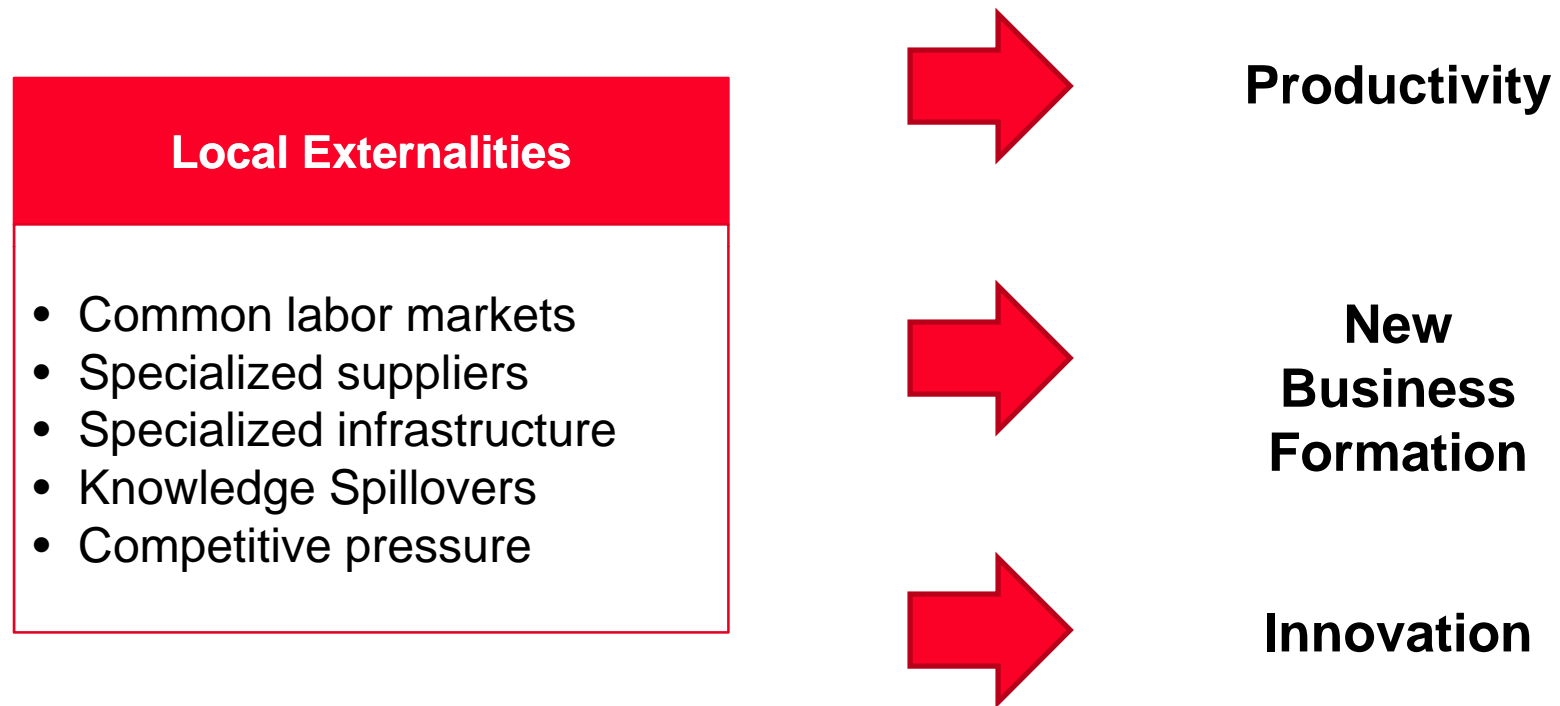 Local Externalities
• Common labor markets
• Specialized suppliers
• Specialized infrastructure
• Knowledge Spillovers
• Competitive pressure
Productivity
New
Business
Formation
Innovation